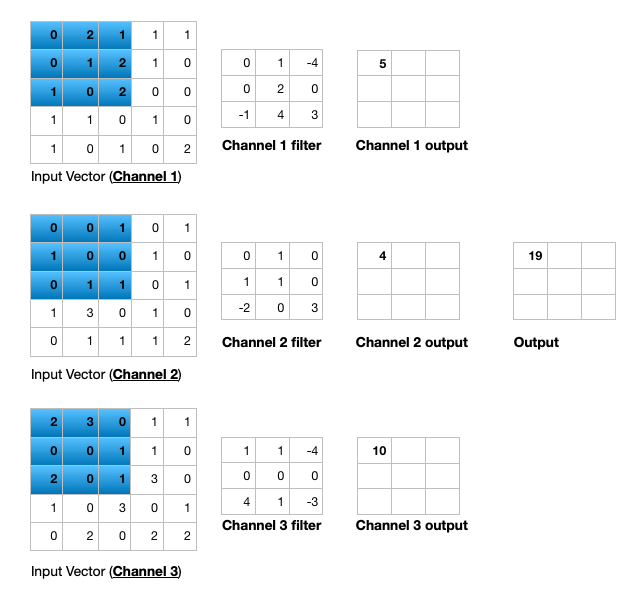 0 2 1 1 1
0 1 2 1 0
1 0 2 0 0
1 1 0 1 0
1 0 1 0 2
Input Vector (Channel 1)
0 1 -4
0 2 0
-1 4 3
Channel 1 filter
5
Channel 1 output
0 0 1 0 1
1 0 0 1 0
0 1 1 0 1
1 3 0 1 0
0 1 1 1 2
Input Vector (Channel 2)
0 1 0
1 1 0
-2 0 3
Channel 2 filter
4
Channel 2 output
19
Output
2 3 0 1 1
0 0 1 1 0
2 0 1 3 0
1 0 3 0 1
0 2 0 2 2
Input Vector (Channel 3)
1 1 -4
0 0 0
4 1 -3
Channel 3 filter
10
Channel 3 output